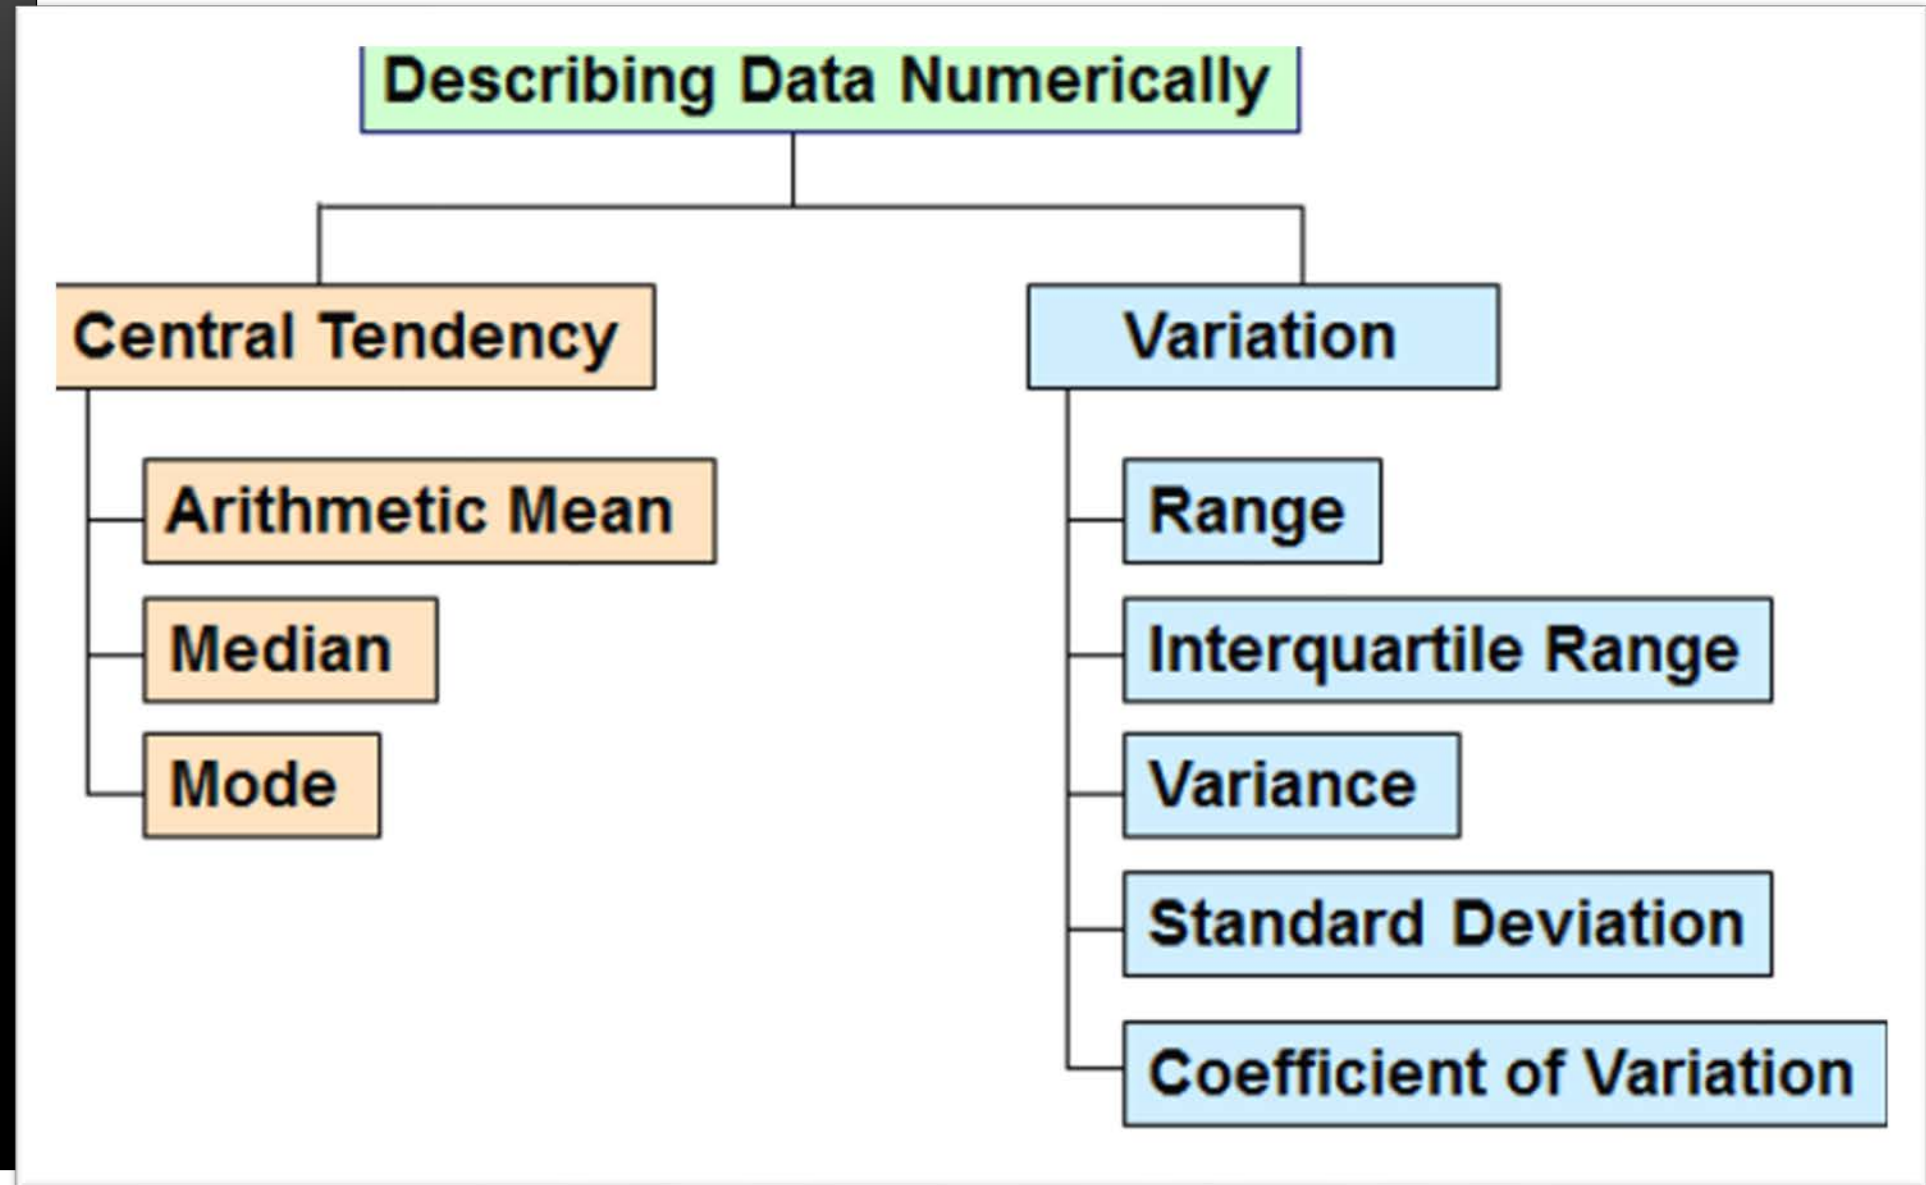 Describing Data Numerically
Central Tendency
Arithmetic Mean
Median
Mode
Variation
Range
Interquartile Range
Variance
Standard Deviation
Coefficient of Variation